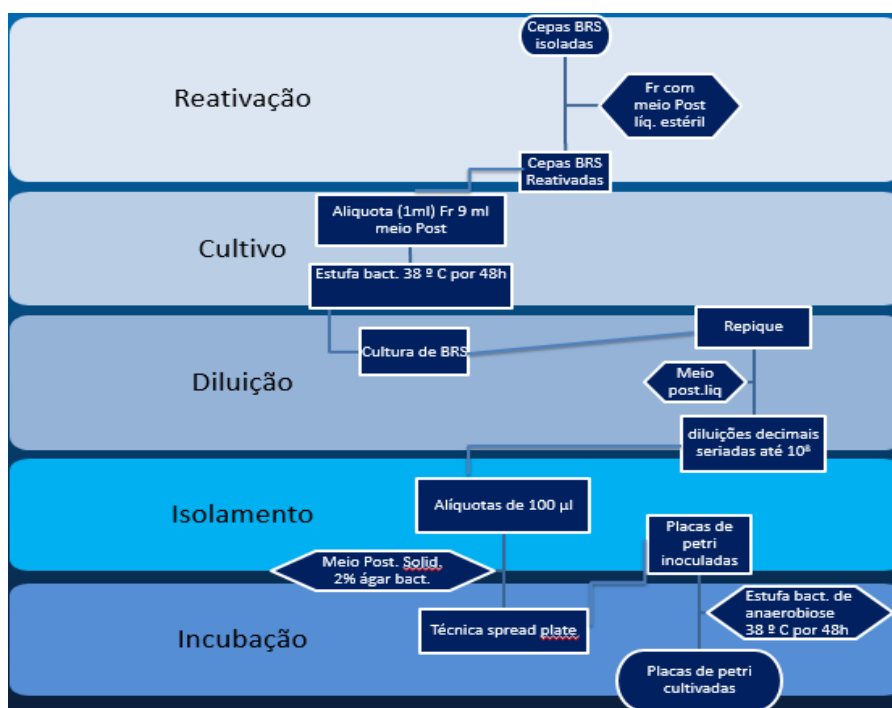 Reativação
Cepas BRS
isoladas
Fr com
meio Post
líq. estéril
Cepas BRS
Reativadas
Cultivo
Aliquota (1ml) Fr 9 ml
meio Post
Estufa bact. 38 º C por 48h
Diluição
Cultura de BRS
Repique
Meio
post.liq
diluições decimais
seriadas até 10⁸
Isolamento
Alíquotas de 100 µl
Meio Post. Solid.
2% ágar bact.
Placas de
petri
inoculadas
Incubação
Técnica spread plate
Estufa bact. de
anaerobiose
38 º C por 48h
Placas de petri
cultivadas